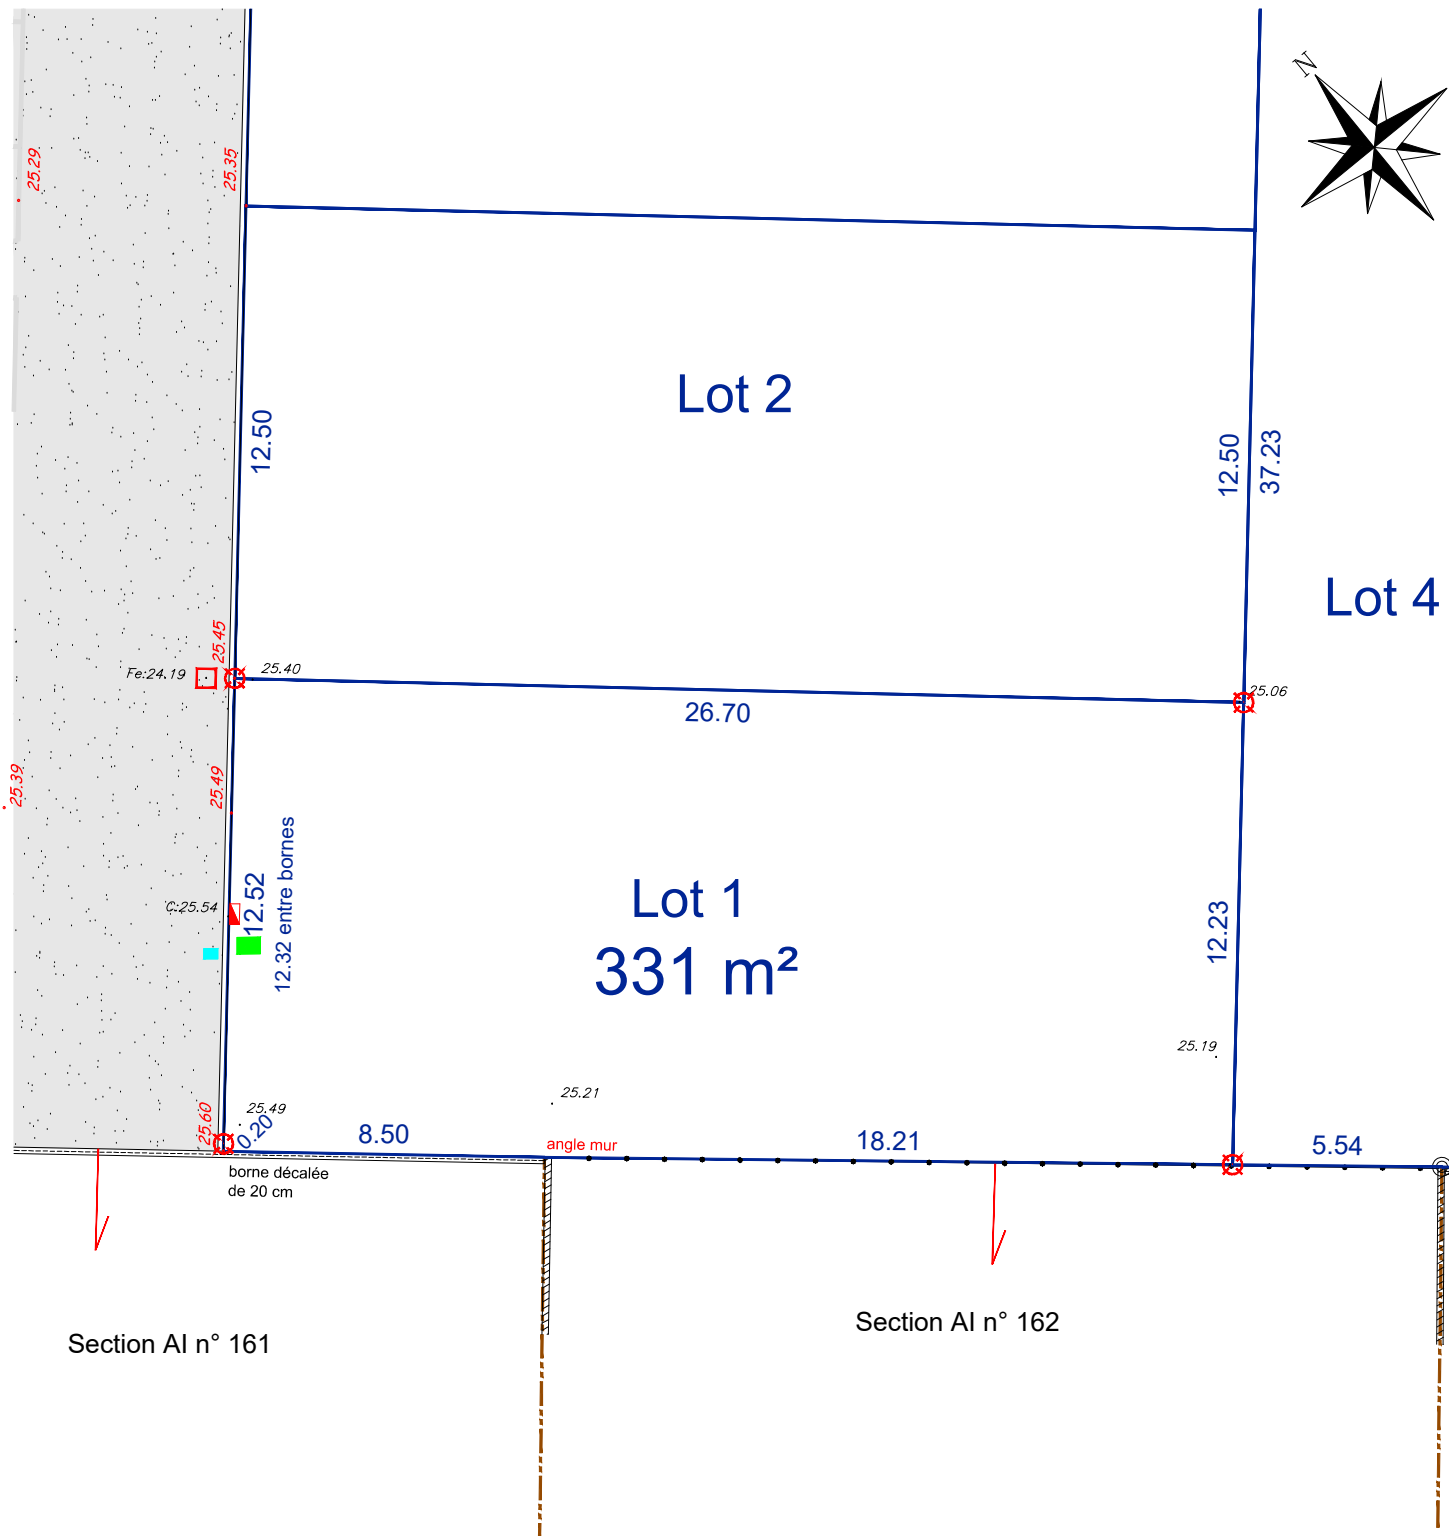 N
25.29
25.35
Lot 2
12.50
12.50
37.23
Lot 4
25.45
Fe:24.19
25.40
25.06
26.70
25.39
25.49
12.52
12.32 entre bornes
C:25.54
Lot 1
331 m²
12.23
25.19
25.21
25.60
25.49
0.20
8.50
angle mur
18.21
5.54
borne décalée
de 20 cm
Section AI n° 162
Section AI n° 161